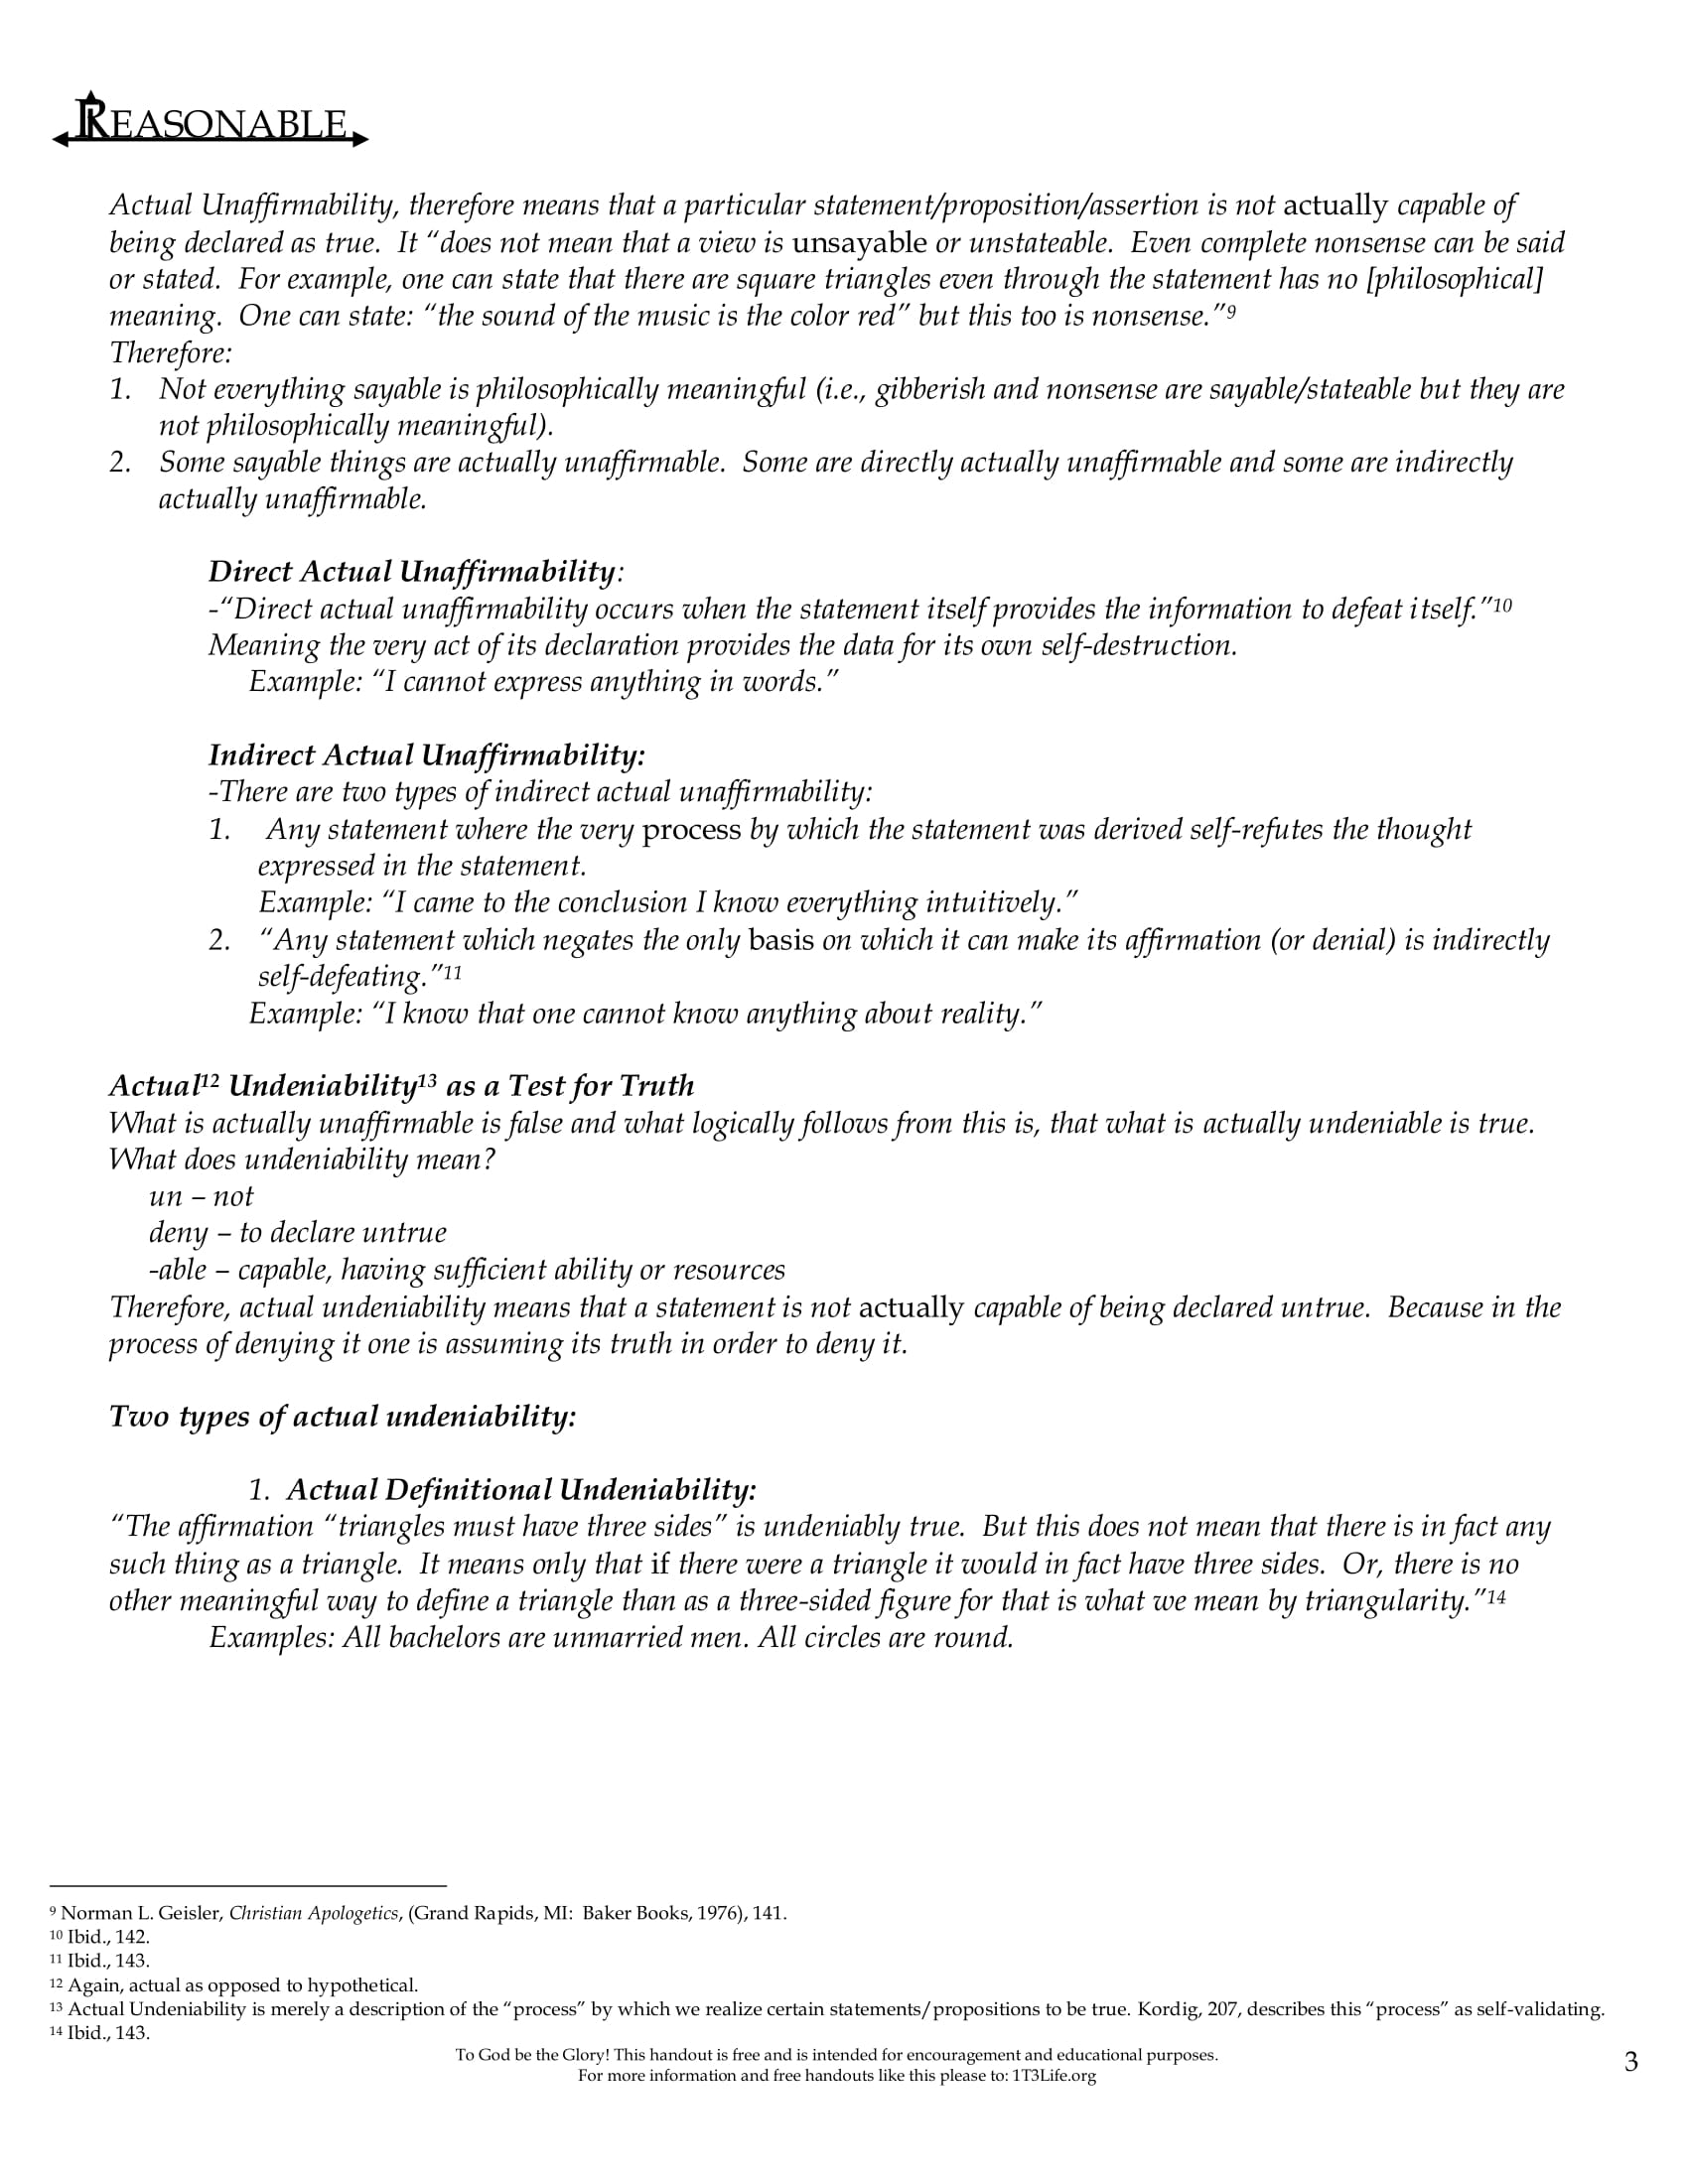 REASONABLE
Actual Unaffirmability, therefore means that a particular statement/proposition/assertion is not actually capable of
being declared as true.  It “does not mean that a view is unsayable or unstateable.  Even complete nonsense can be said
or stated.  For example, one can state that there are square triangles even through the statement has no [philosophical]
meaning.  One can state: “the sound of the music is the color red” but this too is nonsense.”9
Therefore:
1. Not everything sayable is philosophically meaningful (i.e., gibberish and nonsense are sayable/stateable but they are
not philosophically meaningful).
2. Some sayable things are actually unaffirmable.  Some are directly actually unaffirmable and some are indirectly
actually unaffirmable.
Direct Actual Unaffirmability:
-“Direct actual unaffirmability occurs when the statement itself provides the information to defeat itself.”10
Meaning the very act of its declaration provides the data for its own self-destruction.
Example: “I cannot express anything in words.”
Indirect Actual Unaffirmability:
-There are two types of indirect actual unaffirmability:
1. Any statement where the very process by which the statement was derived self-refutes the thought
expressed in the statement.
Example: “I came to the conclusion I know everything intuitively.”
2. “Any statement which negates the only basis on which it can make its affirmation (or denial) is indirectly
self-defeating.”11
Example: “I know that one cannot know anything about reality.”
Actual12 Undeniability13 as a Test for Truth
What is actually unaffirmable is false and what logically follows from this is, that what is actually undeniable is true.
What does undeniability mean?
un – not
deny – to declare untrue
-able – capable, having sufficient ability or resources
Therefore, actual undeniability means that a statement is not actually capable of being declared untrue.  Because in the
process of denying it one is assuming its truth in order to deny it.
Two types of actual undeniability:
1. Actual Definitional Undeniability:
“The affirmation “triangles must have three sides” is undeniably true.  But this does not mean that there is in fact any
such thing as a triangle.  It means only that if there were a triangle it would in fact have three sides.  Or, there is no
other meaningful way to define a triangle than as a three-sided figure for that is what we mean by triangularity.”14
Examples: All bachelors are unmarried men. All circles are round.
9 Norman L. Geisler, Christian Apologetics, (Grand Rapids, MI:  Baker Books, 1976), 141.
10 Ibid., 142.
11 Ibid., 143.
12 Again, actual as opposed to hypothetical.
13 Actual Undeniability is merely a description of the “process” by which we realize certain statements/propositions to be true. Kordig, 207, describes this “process” as self-validating.
14 Ibid., 143.
To God be the Glory! This handout is free and is intended for encouragement and educational purposes.
For more information and free handouts like this please to: 1T3Life.org
3